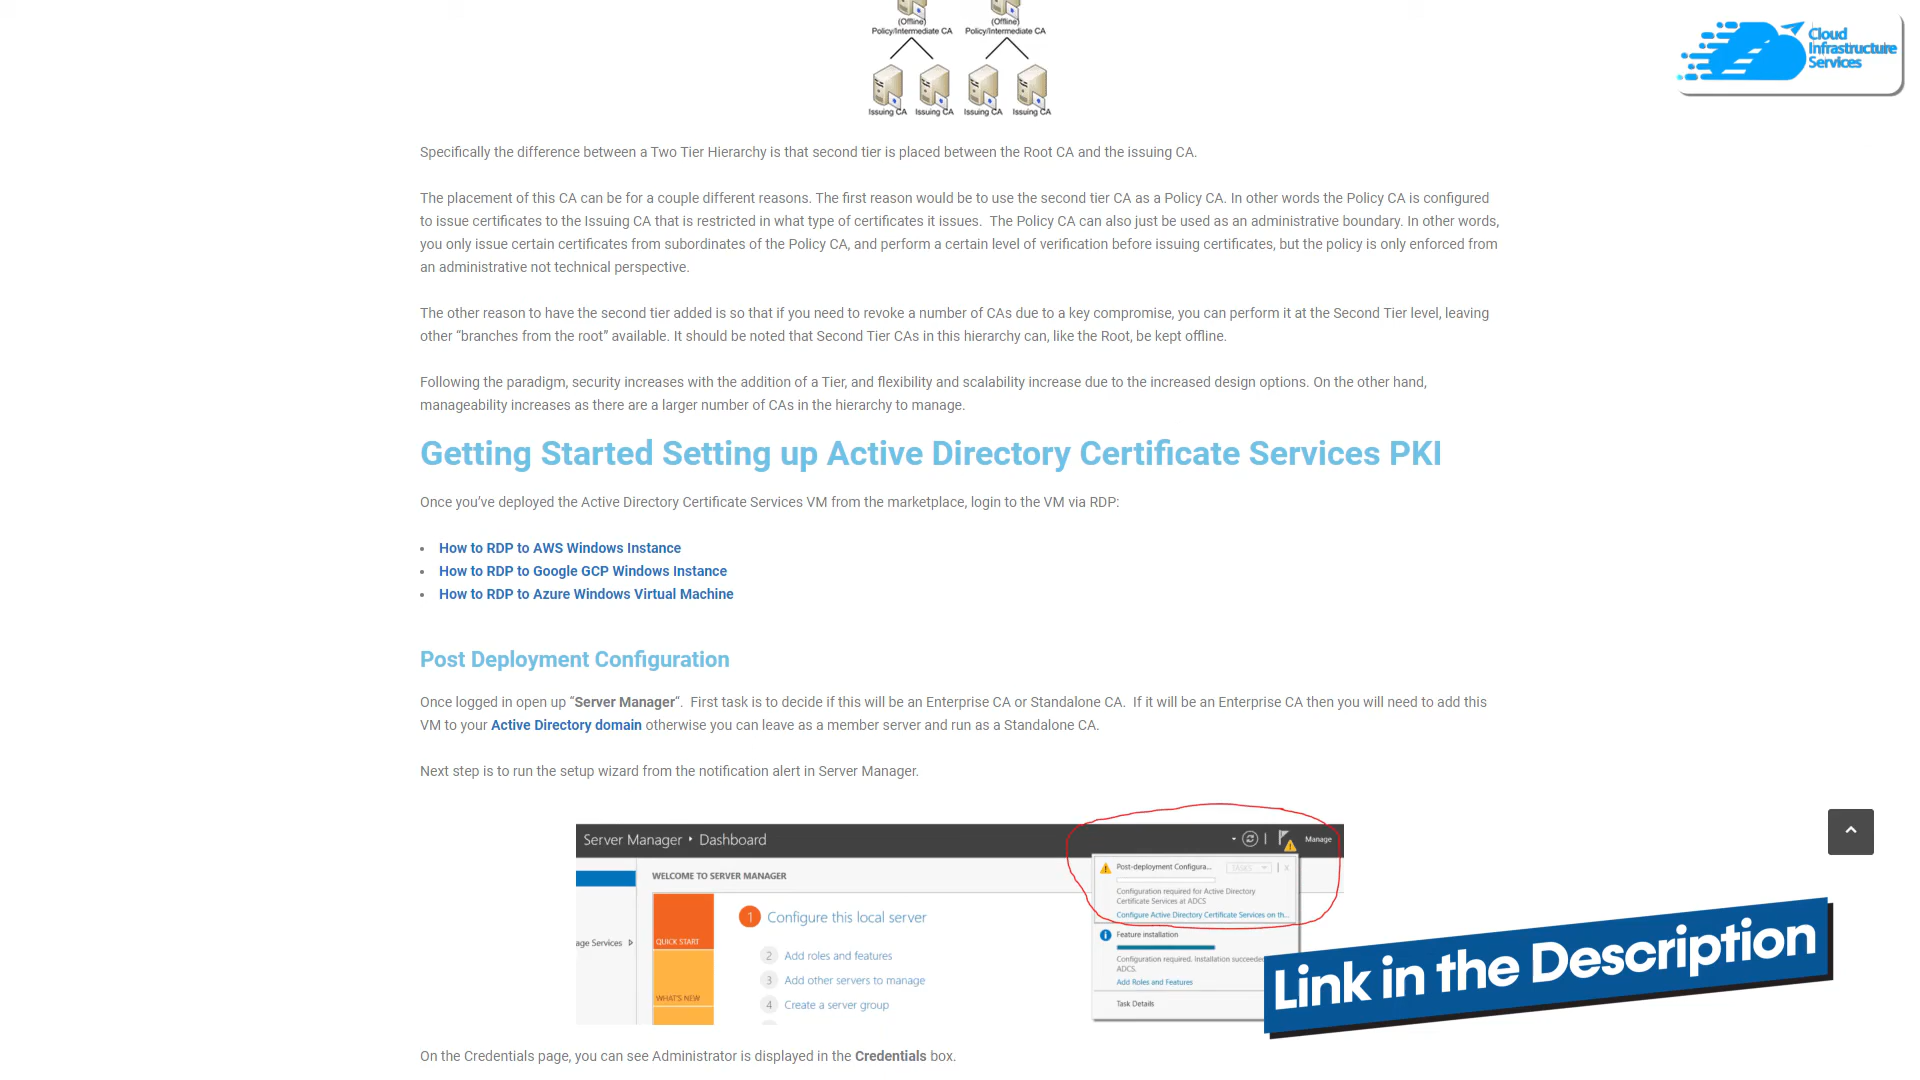 (Offline)
(Offline)
Policy/Intermediate CA
Policy/Intermediate CA
Issuing CA
Issuing CA
Issuing CA
Issuing CA
Cloud
Infrastructure
Services
Specifically the difference between a Two Tier Hierarchy is that second tier is placed between the Root CA and the issuing CA.
The placement of this CA can be for a couple different reasons. The first reason would be to use the second tier CA as a Policy CA. In other words the Policy CA is configured
to issue certificates to the Issuing CA that is restricted in what type of certificates it issues.  The Policy CA can also just be used as an administrative boundary. In other words,
you only issue certain certificates from subordinates of the Policy CA, and perform a certain level of verification before issuing certificates, but the policy is only enforced from
an administrative not technical perspective.
The other reason to have the second tier added is so that if you need to revoke a number of CAs due to a key compromise, you can perform it at the Second Tier level, leaving
other “branches from the root” available. It should be noted that Second Tier CAs in this hierarchy can, like the Root, be kept offline.
Following the paradigm, security increases with the addition of a Tier, and flexibility and scalability increase due to the increased design options. On the other hand,
manageability increases as there are a larger number of CAs in the hierarchy to manage.
Getting Started Setting up Active Directory Certificate Services PKI
Once you’ve deployed the Active Directory Certificate Services VM from the marketplace, login to the VM via RDP:
• How to RDP to AWS Windows Instance
• How to RDP to Google GCP Windows Instance
• How to RDP to Azure Windows Virtual Machine
Post Deployment Configuration
Once logged in open up “Server Manager“.  First task is to decide if this will be an Enterprise CA or Standalone CA.  If it will be an Enterprise CA then you will need to add this
VM to your Active Directory domain otherwise you can leave as a member server and run as a Standalone CA.
Next step is to run the setup wizard from the notification alert in Server Manager.
Server Manager ‣ Dashboard
Manage
WELCOME TO SERVER MANAGER
QUICK START
WHAT'S NEW
age Services
1 Configure this local server
2 Add roles and features
3 Add other servers to manage
4 Create a server group
Post-deployment Configura...
TASKS
X
Configuration required for Active Directory
Certificate Services at ADCS
Configure Active Directory Certificate Services on th...
Feature installation
Configuration required. Installation succeede
ADCS.
Add Roles and Features
Task Details
Link in the Description
On the Credentials page, you can see Administrator is displayed in the Credentials box.